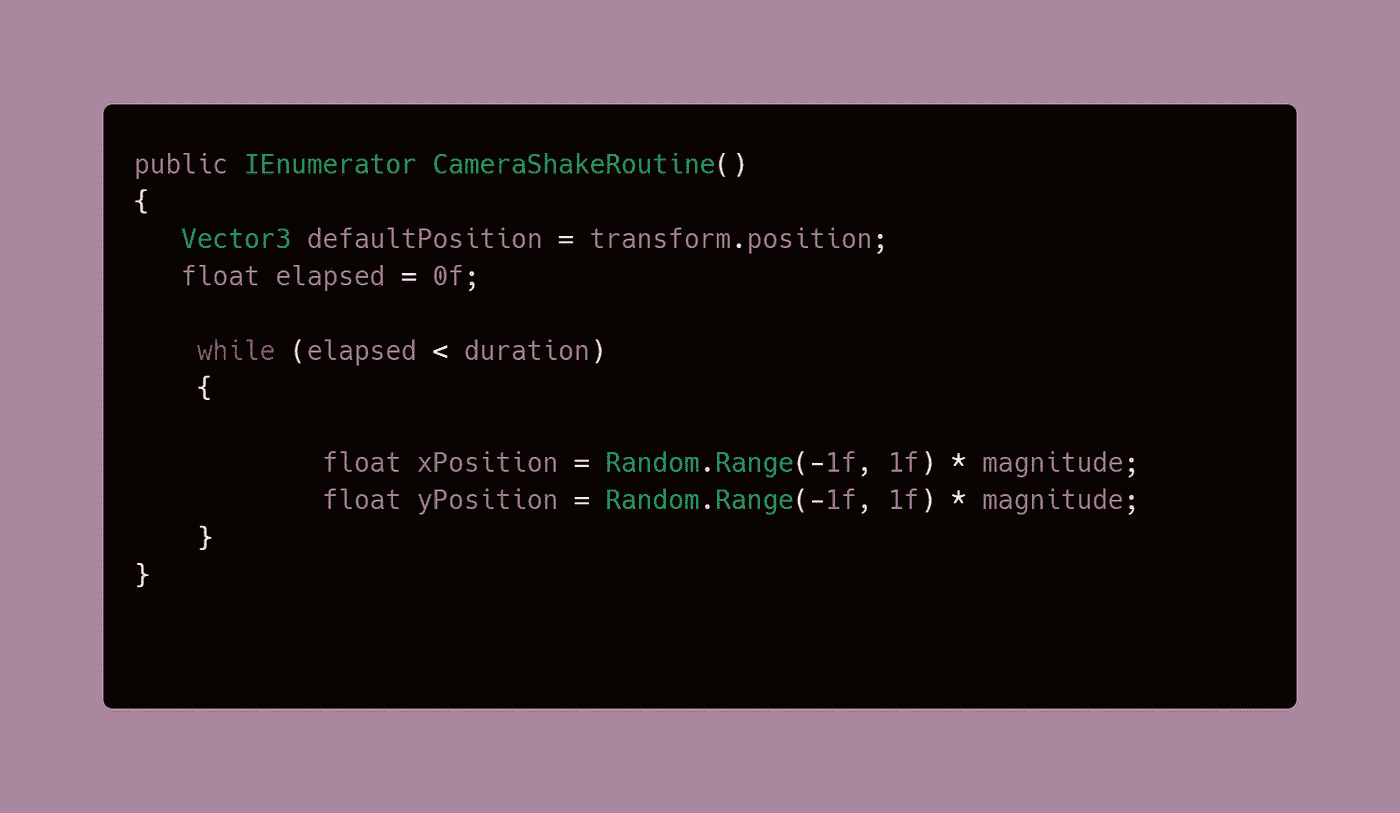 public IEnumerator CameraShakeRoutine()
{
   Vector3 defaultPosition = transform.position;
   float elapsed = 0f;
    while (elapsed < duration)
    {
            float xPosition = Random.Range(-1f, 1f) * magnitude;
            float yPosition = Random.Range(-1f, 1f) * magnitude;
    }
}